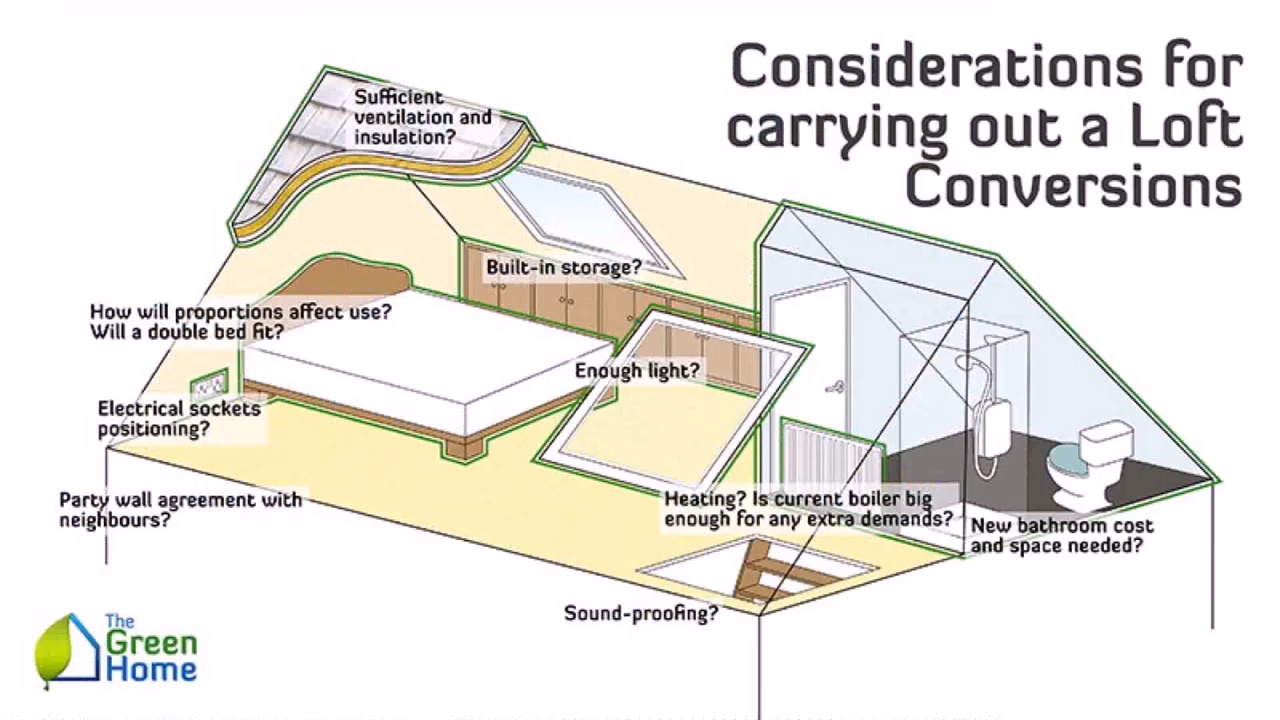 Considerations for
carrying out a Loft
Conversions
Sufficient
ventilation and
insulation?
Built-in storage?
How will proportions affect use?
Will a double bed fit?
Enough light?
Electrical sockets
positioning?
Party wall agreement with
neighbours?
Heating? Is current boiler big
enough for any extra demands?
New bathroom cost
and space needed?
Sound-proofing?
The
Green
Home